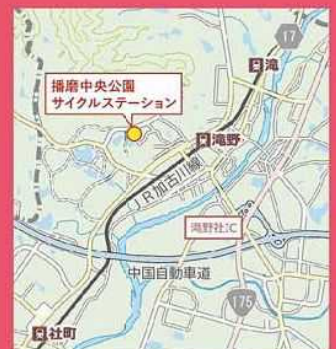 17
滝
播磨中央公園
サイクルステーション
滝野
JR加古川線
滝野社IC
中国自動車道
175
社町